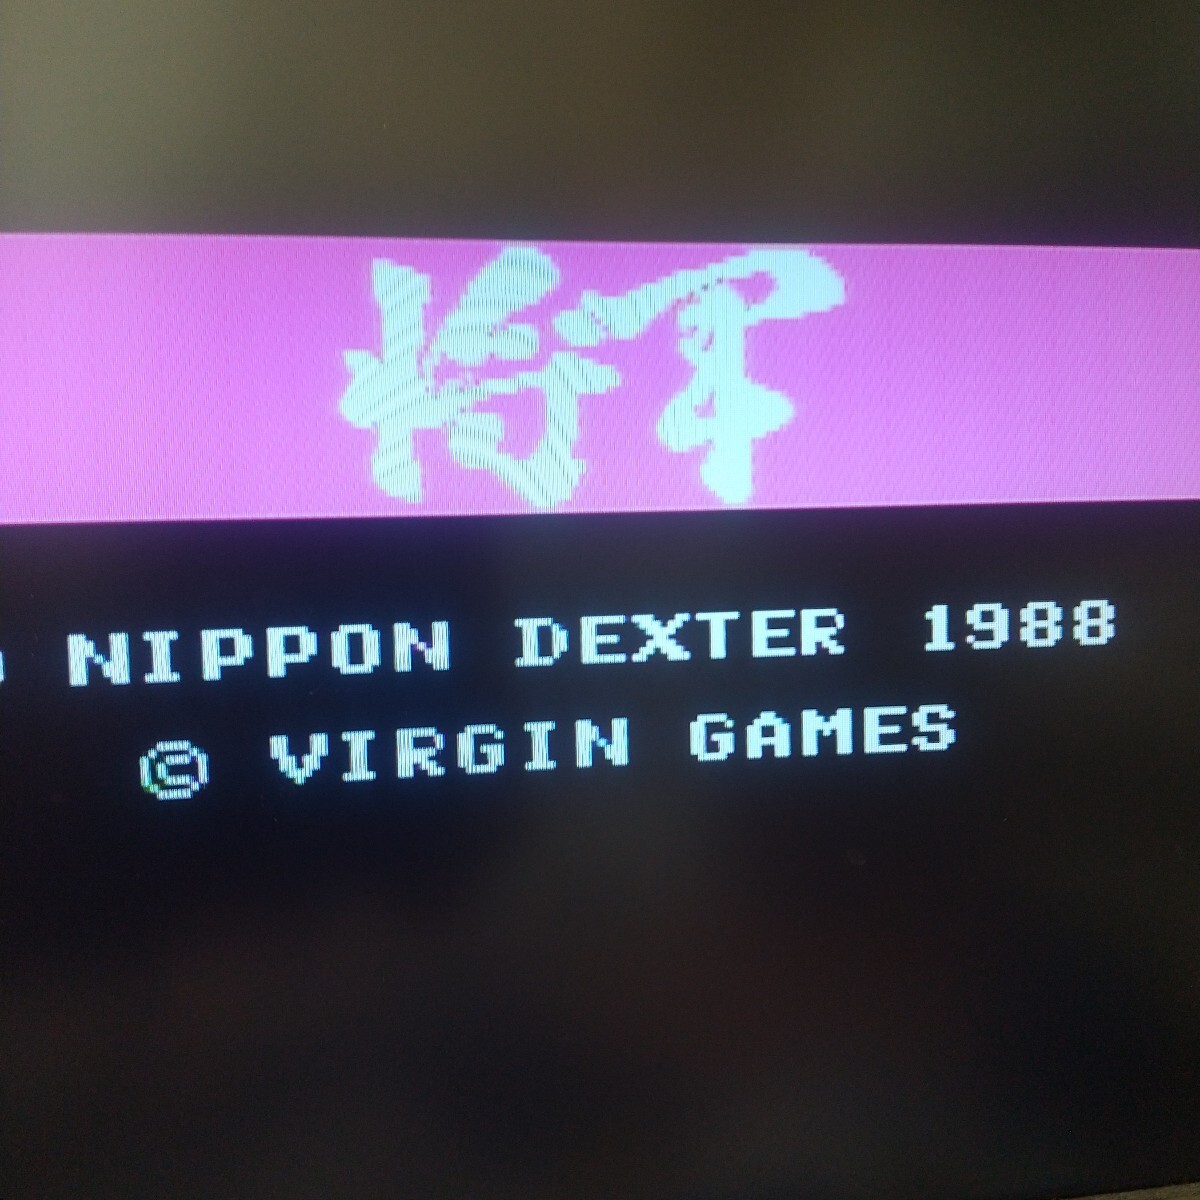 将軍
NIPPON DEXTER 1988
© VIRGIN GAMES